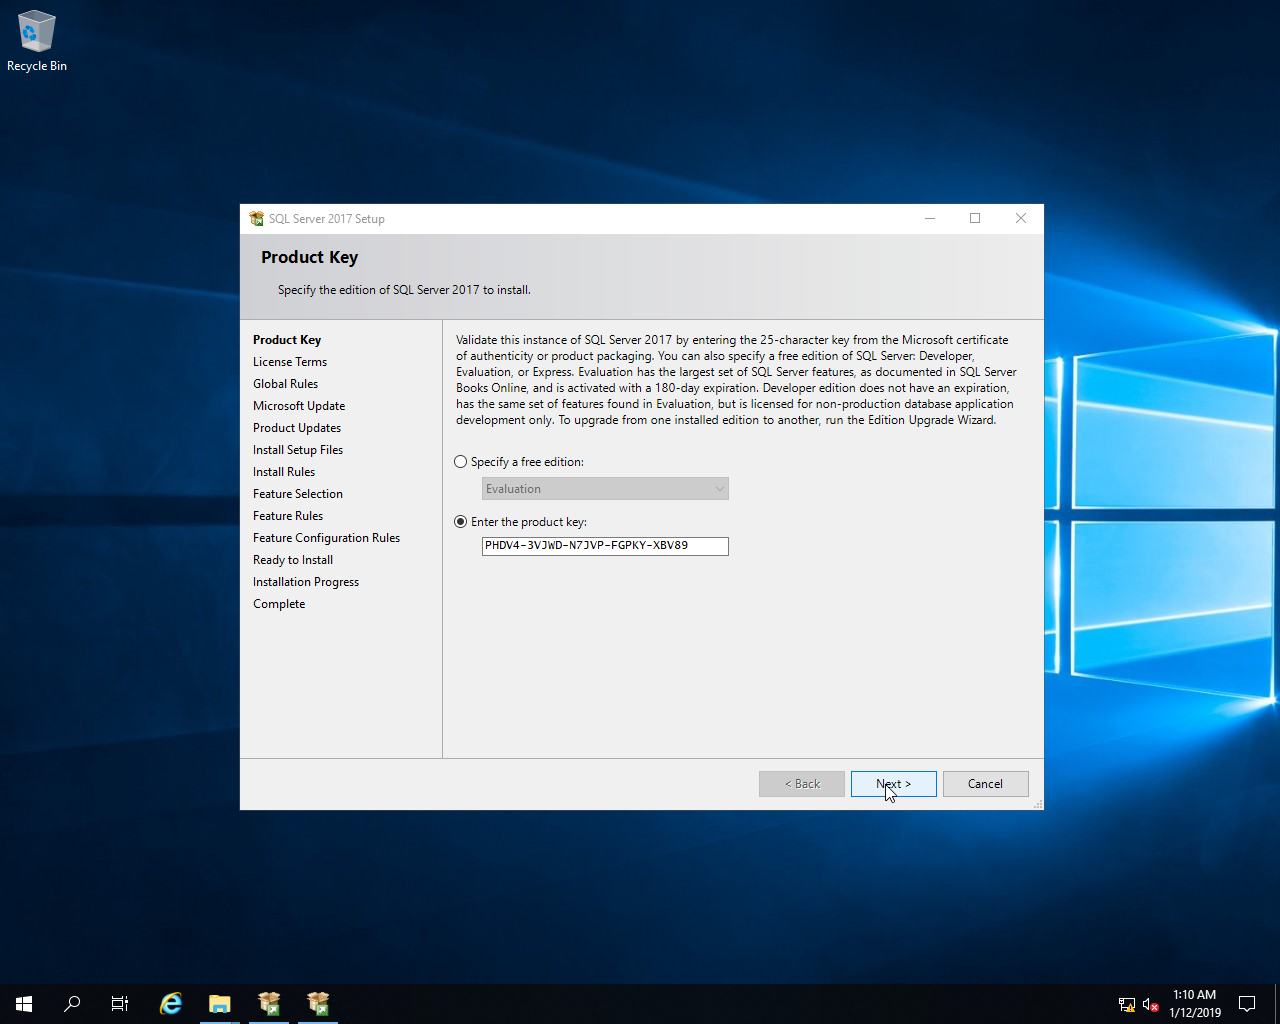 Recycle Bin
SQL Server 2017 Setup
Product Key
Specify the edition of SQL Server 2017 to install.
Product Key
License Terms
Global Rules
Microsoft Update
Product Updates
Install Setup Files
Install Rules
Feature Selection
Feature Rules
Feature Configuration Rules
Ready to Install
Installation Progress
Complete
Validate this instance of SQL Server 2017 by entering the 25-character key from the Microsoft certificate
of authenticity or product packaging. You can also specify a free edition of SQL Server: Developer,
Evaluation, or Express. Evaluation has the largest set of SQL Server features, as documented in SQL Server
Books Online, and is activated with a 180-day expiration. Developer edition does not have an expiration,
has the same set of features found in Evaluation, but is licensed for non-production database application
development only. To upgrade from one installed edition to another, run the Edition Upgrade Wizard.
Specify a free edition:
Evaluation
Enter the product key:
PHDV4-3VJWD-N7JVP-FGPKY-XBV89
< Back
Next >
Cancel
1:10 AM
1/12/2019